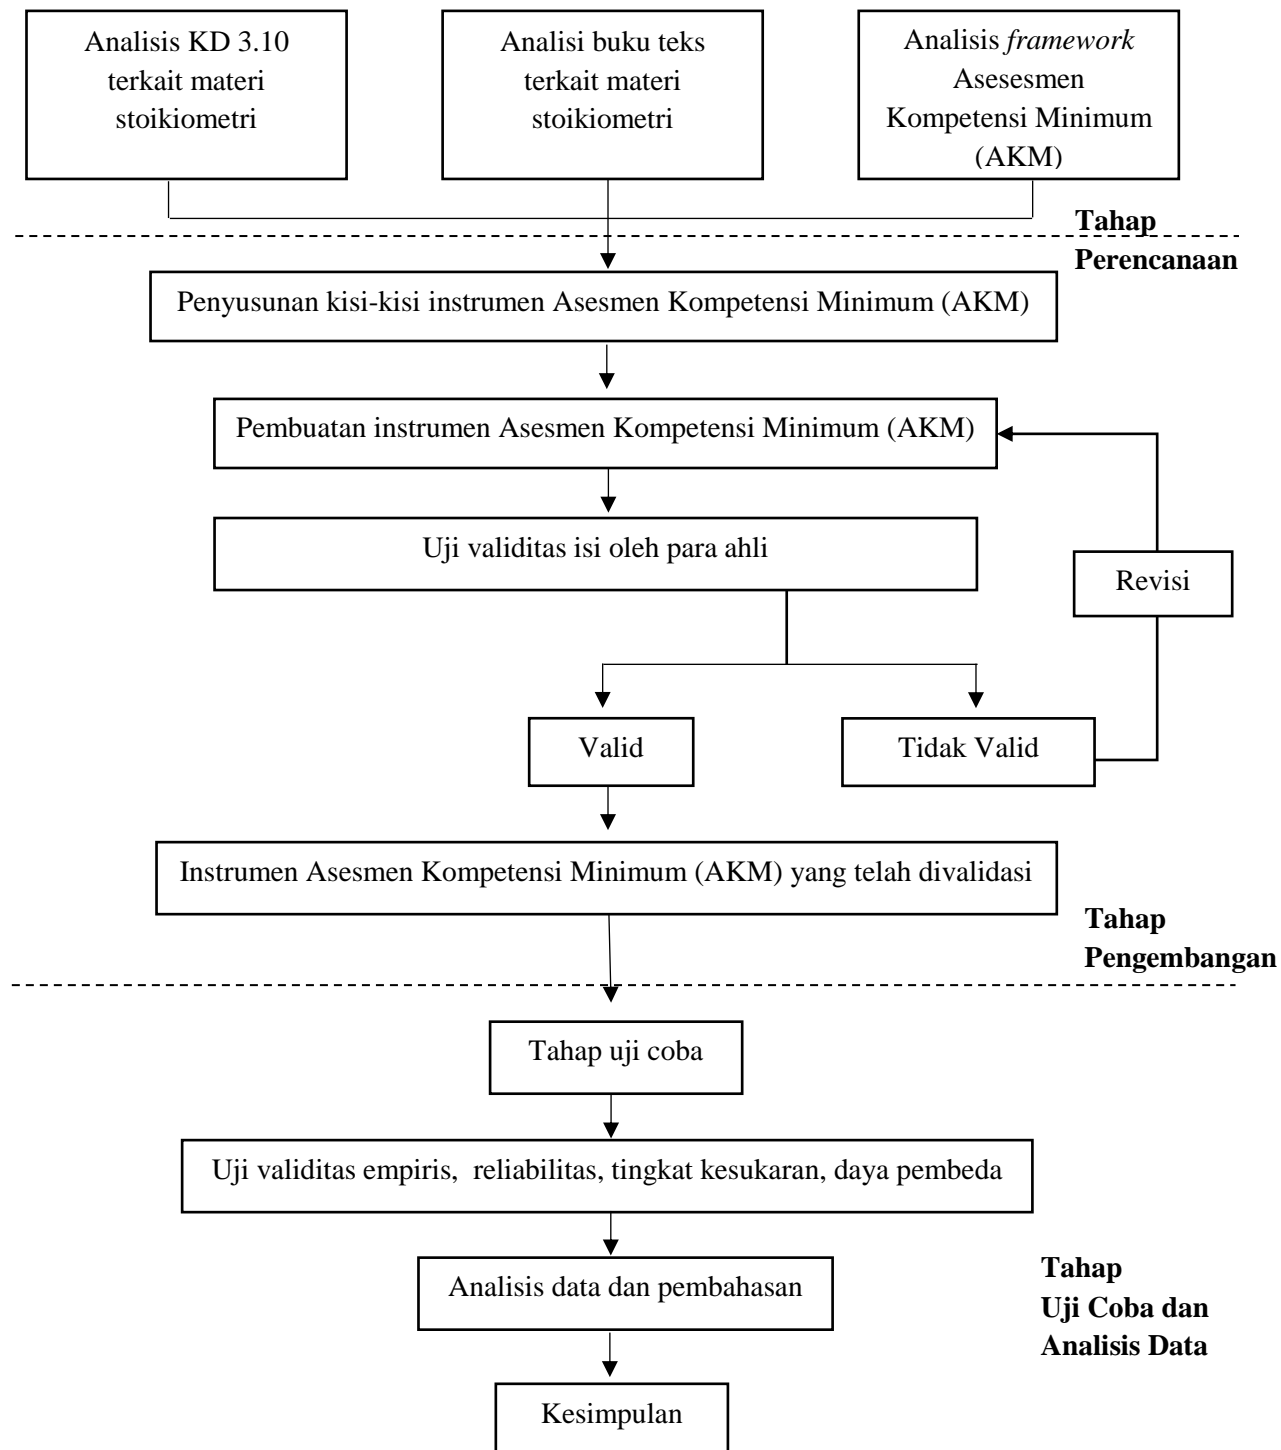 Analisis KD 3.10
terkait materi
stoikiometri
Analisi buku teks
terkait materi
stoikiometri
Analisis framework
Asesesmen
Kompetensi Minimum
(AKM)
Tahap
Perencanaan
Penyusunan kisi-kisi instrumen Asesmen Kompetensi Minimum (AKM)
Pembuatan instrumen Asesmen Kompetensi Minimum (AKM)
Uji validitas isi oleh para ahli
Revisi
Valid
Tidak Valid
Instrumen Asesmen Kompetensi Minimum (AKM) yang telah divalidasi
Tahap
Pengembangan
Tahap uji coba
Uji validitas empiris, reliabilitas, tingkat kesukaran, daya pembeda
Analisis data dan pembahasan
Tahap
Uji Coba dan
Analisis Data
Kesimpulan